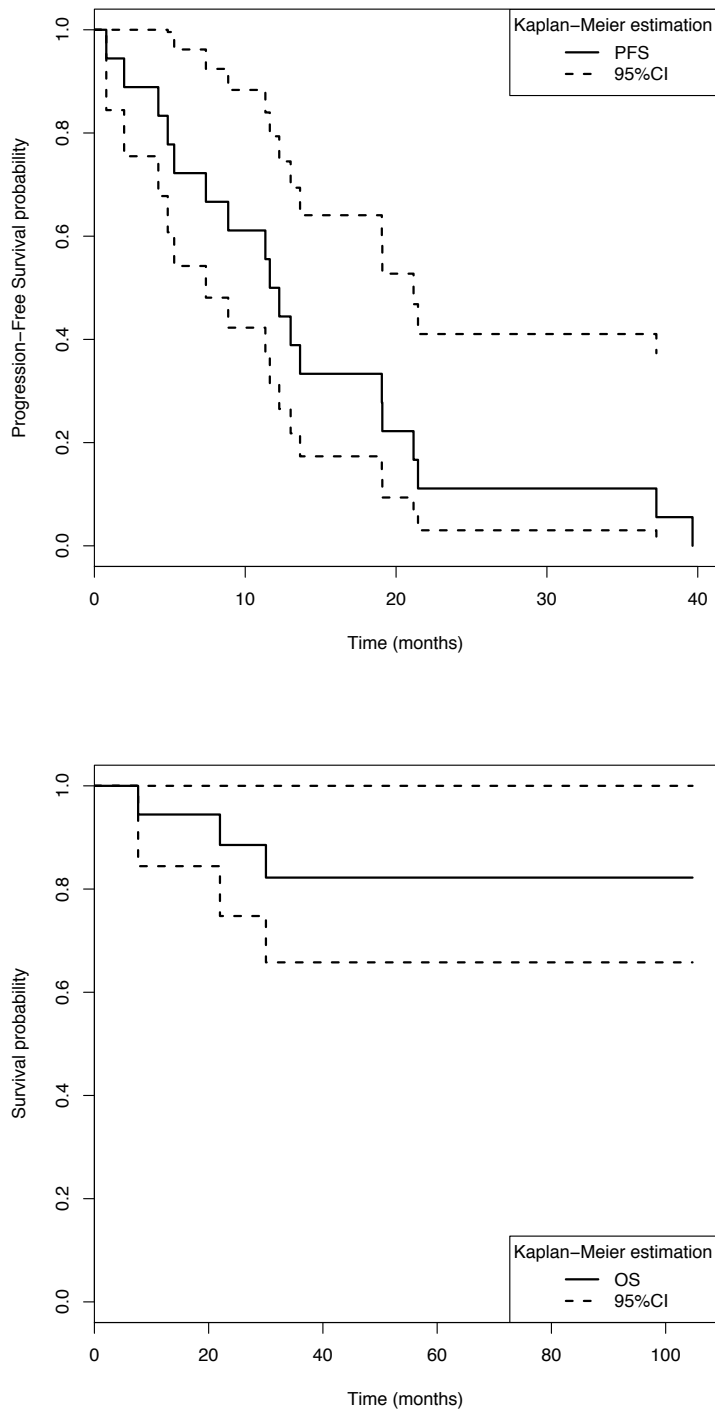 Kaplan−Meier estimation
PFS
95%CI
Progression−Free Survival probability
1.0
0.8
0.6
0.4
0.2
0.0
0 10 20 30 40
Time (months)
Kaplan−Meier estimation
OS
95%CI
Survival probability
1.0
0.8
0.6
0.4
0.2
0.0
0 20 40 60 80 100
Time (months)